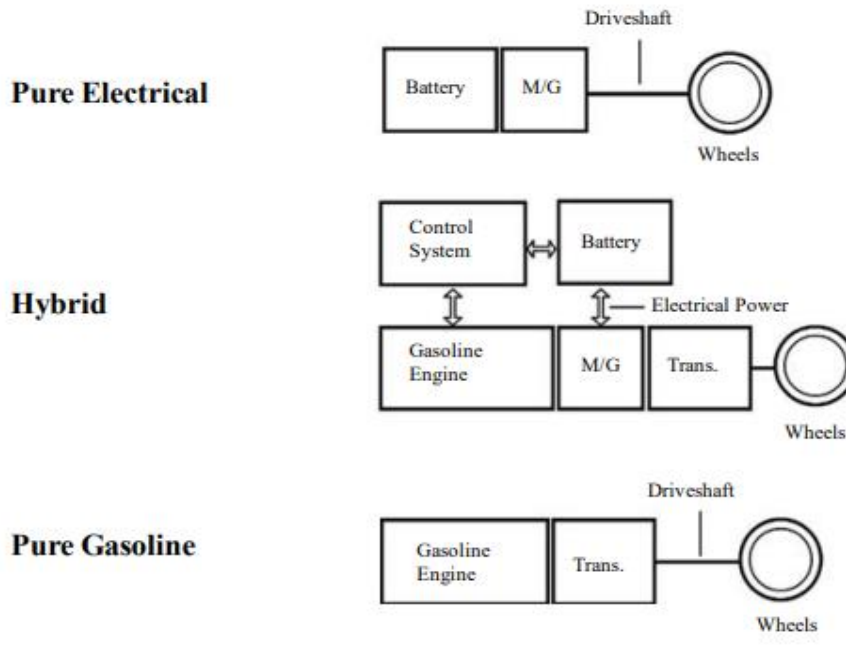 Driveshaft
Pure Electrical
Battery
M/G
Wheels
Control
System
Battery
Hybrid
Electrical Power
Gasoline
Engine
M/G
Trans.
Wheels
Driveshaft
Pure Gasoline
Gasoline
Engine
Trans.
Wheels